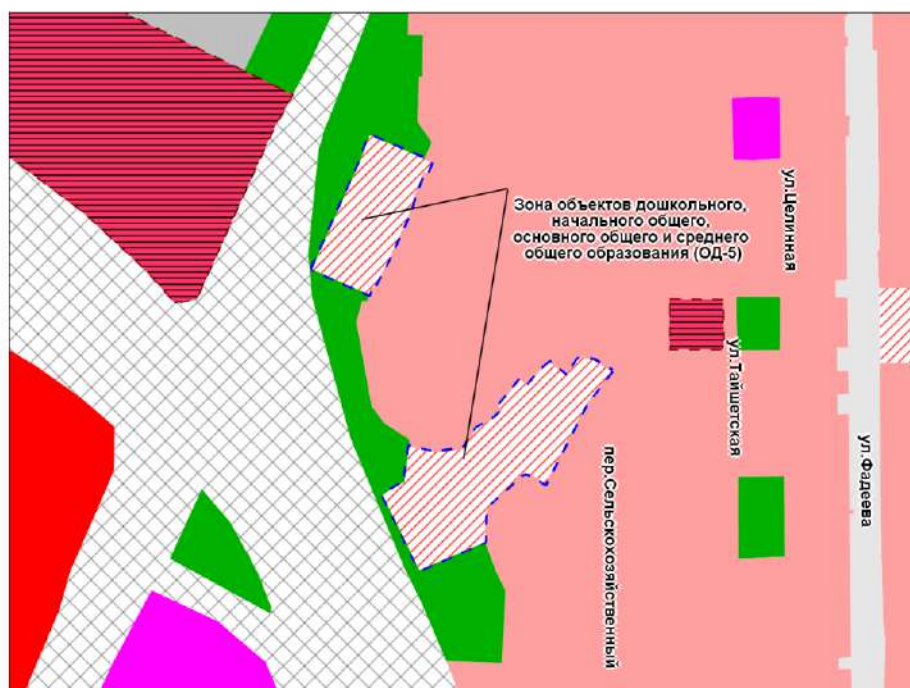 Зона объектов дошкольного,
начального общего,
основного общего и среднего
общего образования (ОД-5)
ул.Целинная
ул.Тайшетская
ул.Фадеева
пер.Сельскохозяйственный